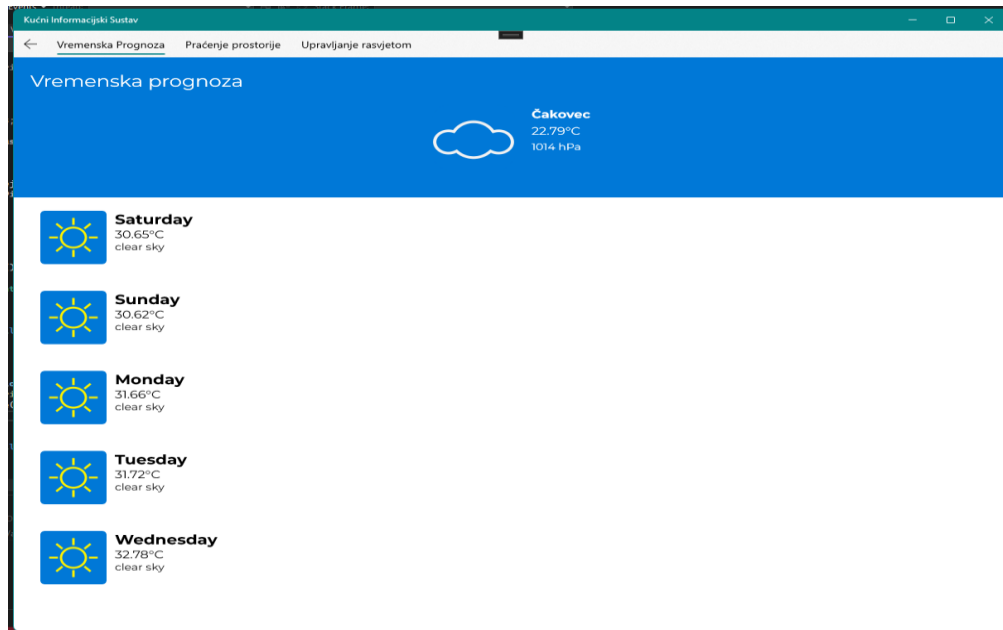 Kućni Informacijski Sustav
Vremenska Prognoza Praćenje prostorije Upravljanje rasvjetom
Vremenska prognoza
Čakovec
22.79°C
1014 hPa
Saturday
30.65°C
clear sky
Sunday
30.62°C
clear sky
Monday
31.66°C
clear sky
Tuesday
31.72°C
clear sky
Wednesday
32.78°C
clear sky